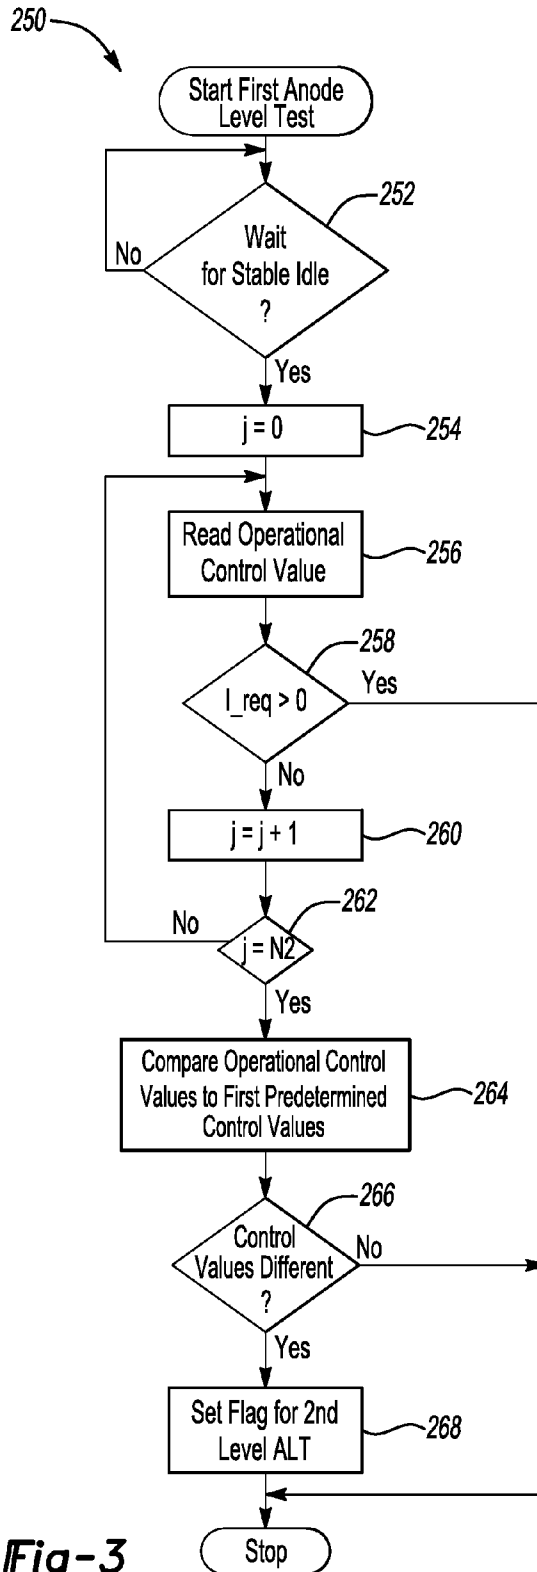 250
Start First Anode
Level Test
252
Wait
for Stable Idle
?
No
Yes
j = 0
254
Read Operational
Control Value
256
258
I_req > 0
Yes
No
j = j + 1
260
262
j = N2
No
Yes
Compare Operational Control
Values to First Predetermined
Control Values
264
266
Control
Values Different
?
No
Yes
Set Flag for 2nd
Level ALT
268
Stop
Fig-3